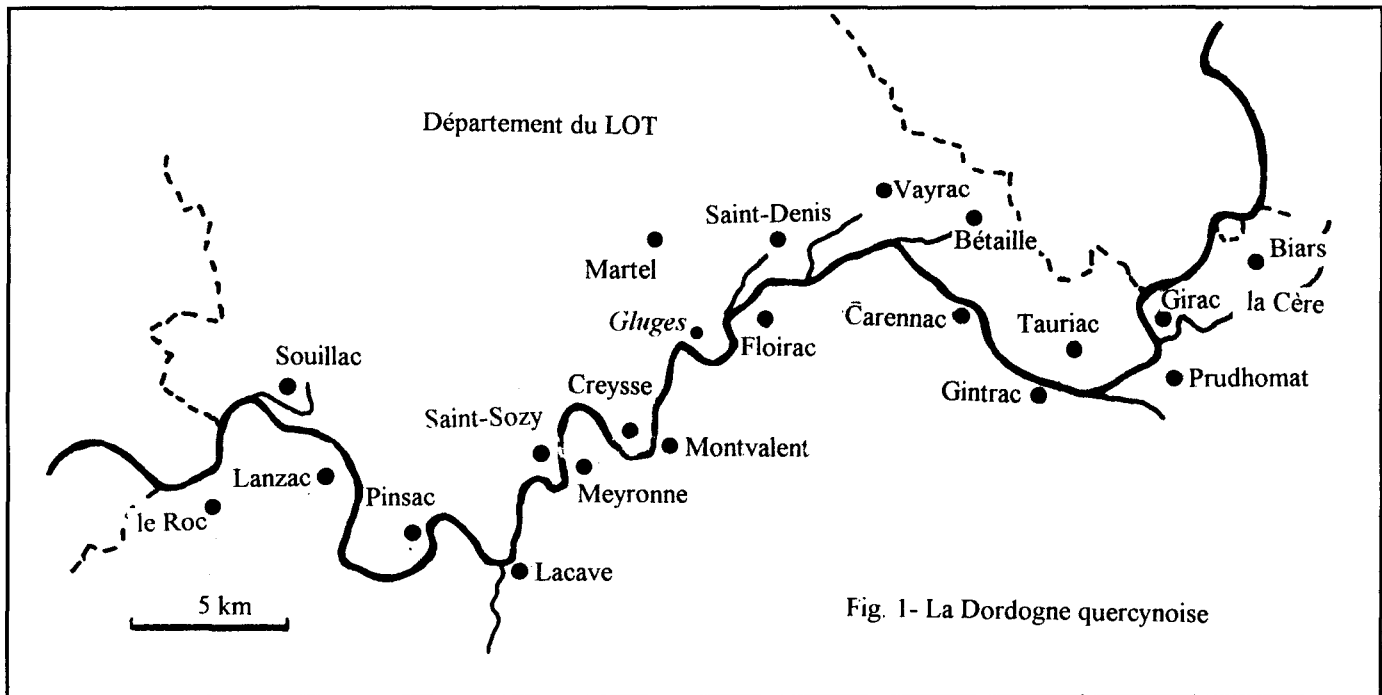 Département du LOT
Vayrac
Saint-Denis
Bétaille
Martel
Biars
Girac
la Cère
Gluges
Carennac
Tauriac
Floirac
Souillac
Creysse
Prudhomat
Gintrac
Saint-Sozy
Montvalent
Lanzac
Meyronne
Pinsac
le Roc
Lacave
5 km
Fig. 1- La Dordogne quercynoise